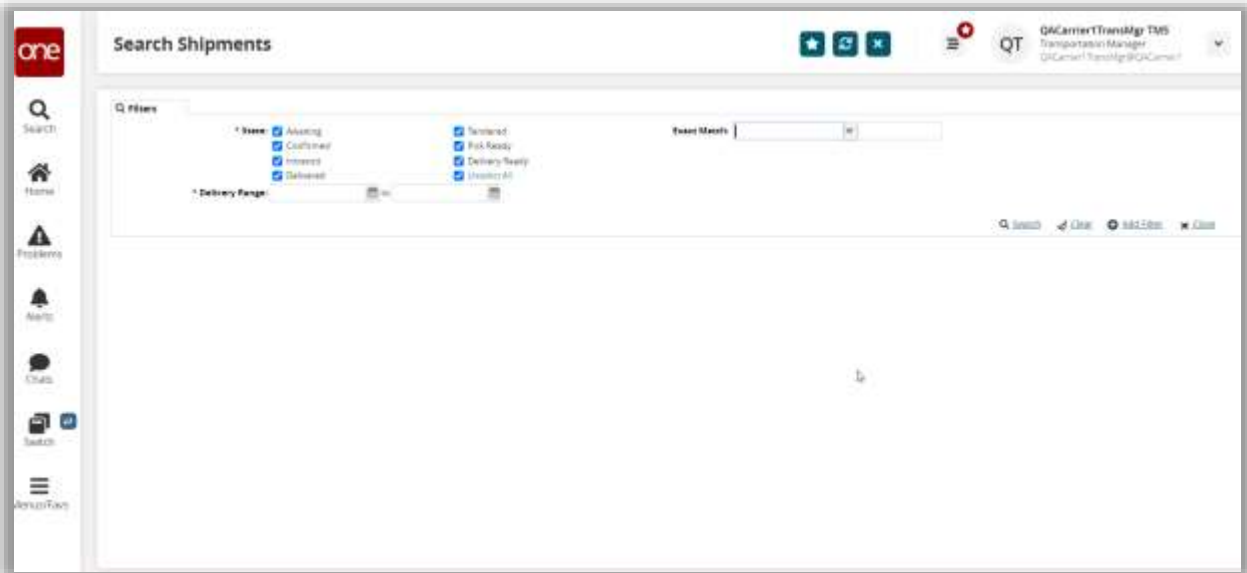 one
Search Shipments
QT
QACarrier1TransMgr TMS
Transportation Manager
Search
Home
Problems
Alerts
Chats
Switch
Menus/Favs
Filters
* State:
Awaiting
Tendered
Confirmed
Pick Ready
Intransit
Delivery Ready
Delivered
Unselect All
Exact Match:
* Delivery Range:
to
Search
Clear
Add Filter
Close